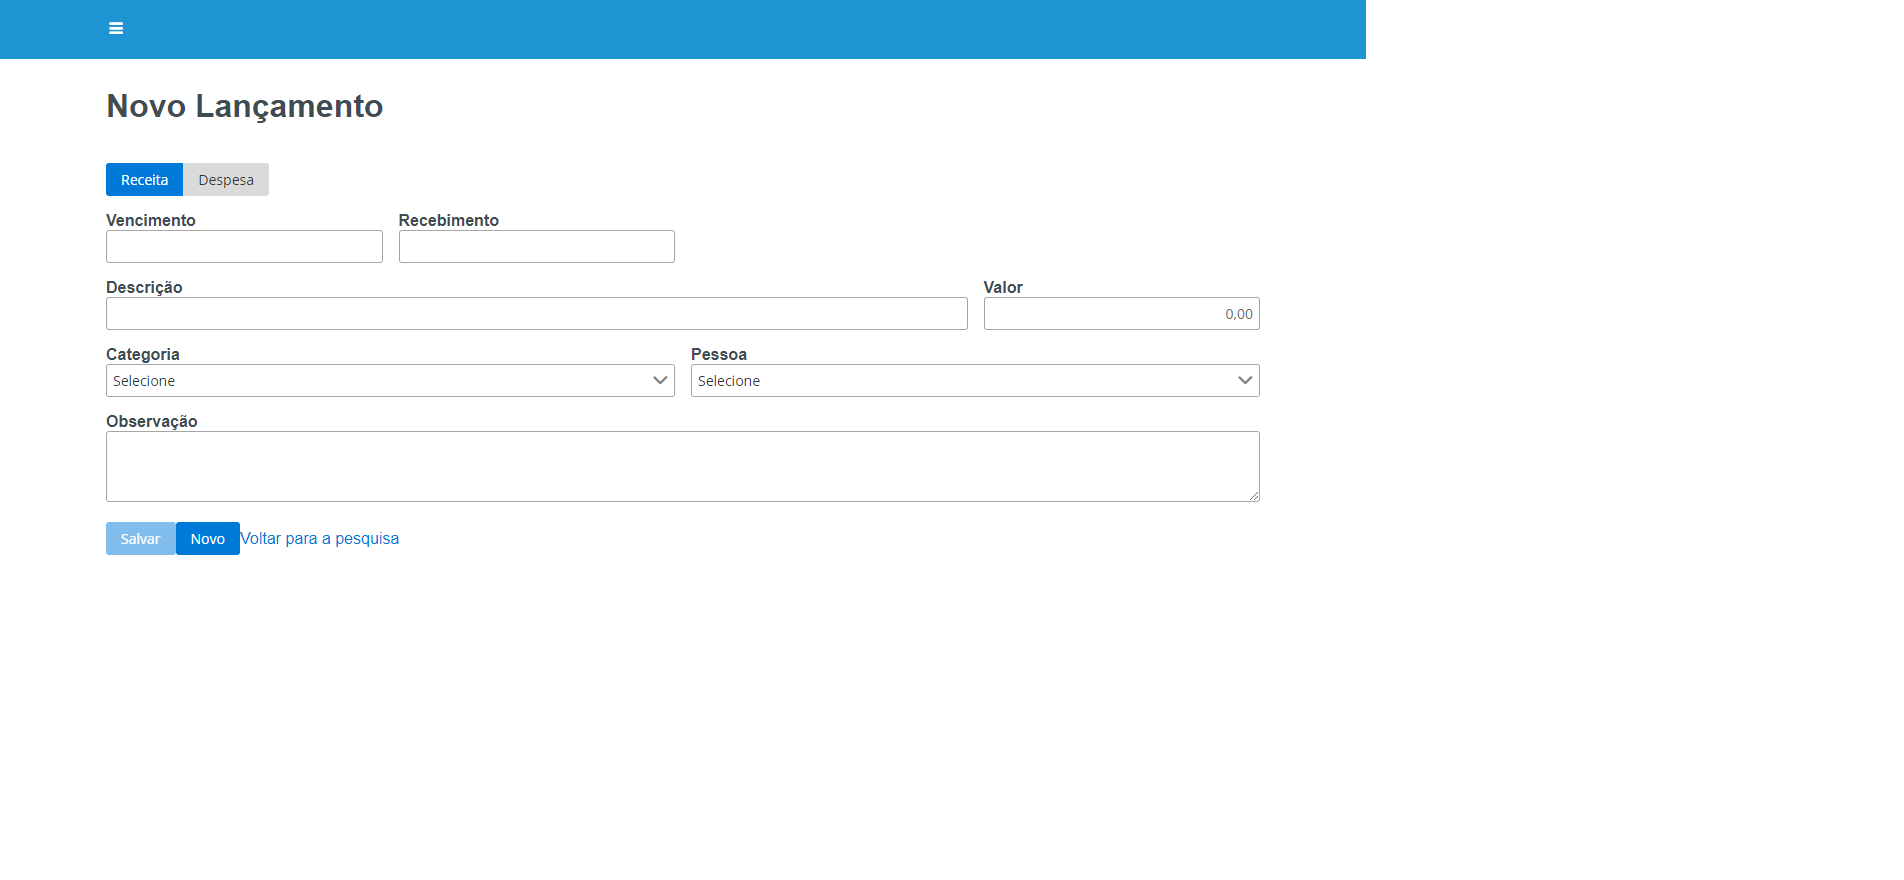 Novo Lançamento
Receita Despesa
Vencimento Recebimento
Descrição Valor
0,00
Categoria Pessoa
Selecione Selecione
Observação
Salvar Novo Voltar para a pesquisa